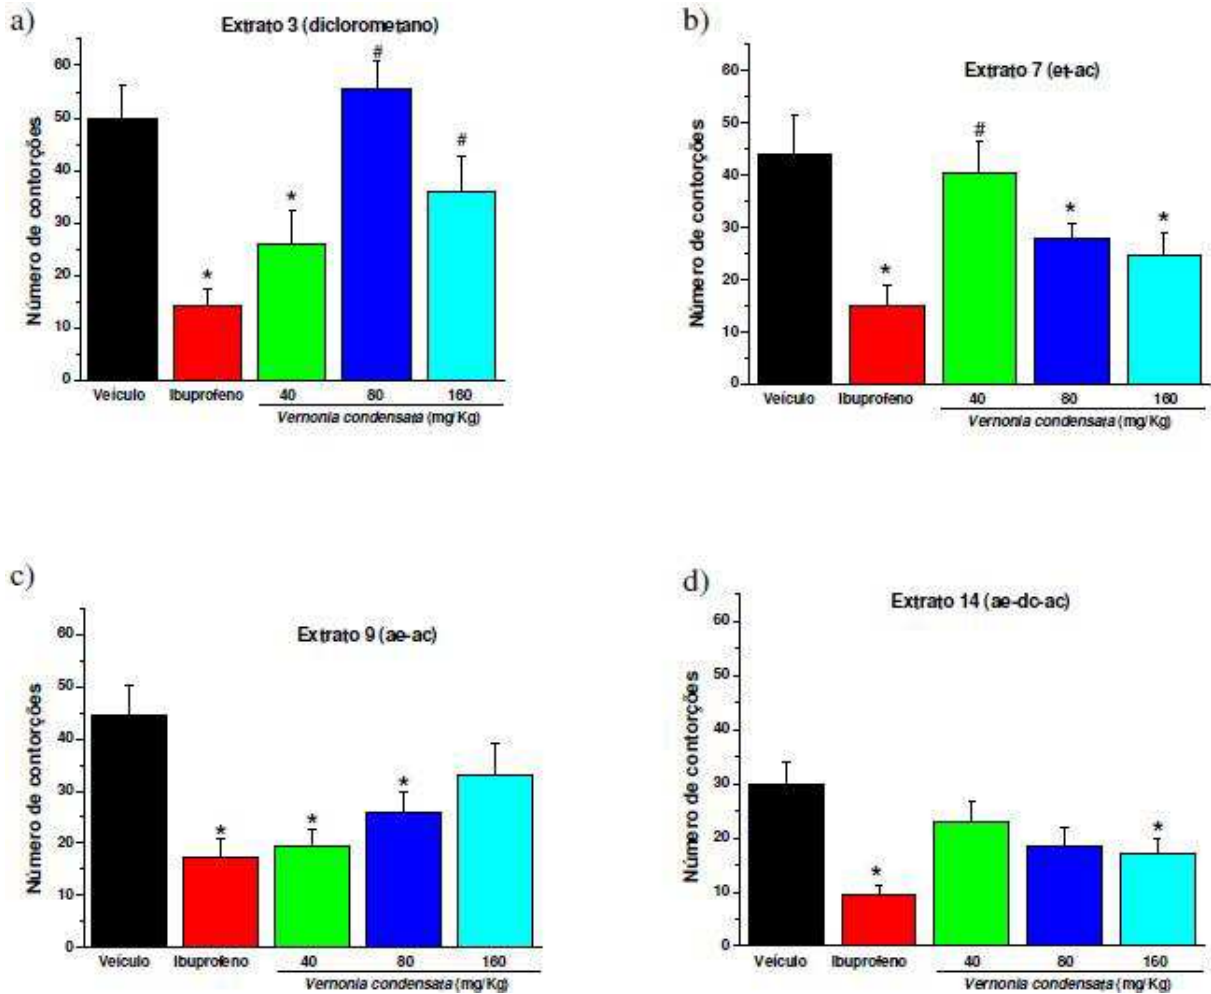 a)
Extrato 3 (diclorometano)
Número de contorções
60
50
40
30
20
10
0
*
*
#
#
Veículo Ibuprofeno 40 80 160
Vernonia condensata (mg/Kg)
b)
Extrato 7 (et-ac)
Número de contorções
60
50
40
30
20
10
0
*
#
*
*
Veículo Ibuprofeno 40 80 160
Vernonia condensata (mg/Kg)
c)
Extrato 9 (ae-ac)
Número de contorções
60
50
40
30
20
10
0
*
*
*
Veículo Ibuprofeno 40 80 160
Vernonia condensata (mg/Kg)
d)
Extrato 14 (ae-dc-ac)
Número de contorções
60
50
40
30
20
10
0
*
*
Veículo Ibuprofeno 40 80 160
Vernonia condensata (mg/Kg)